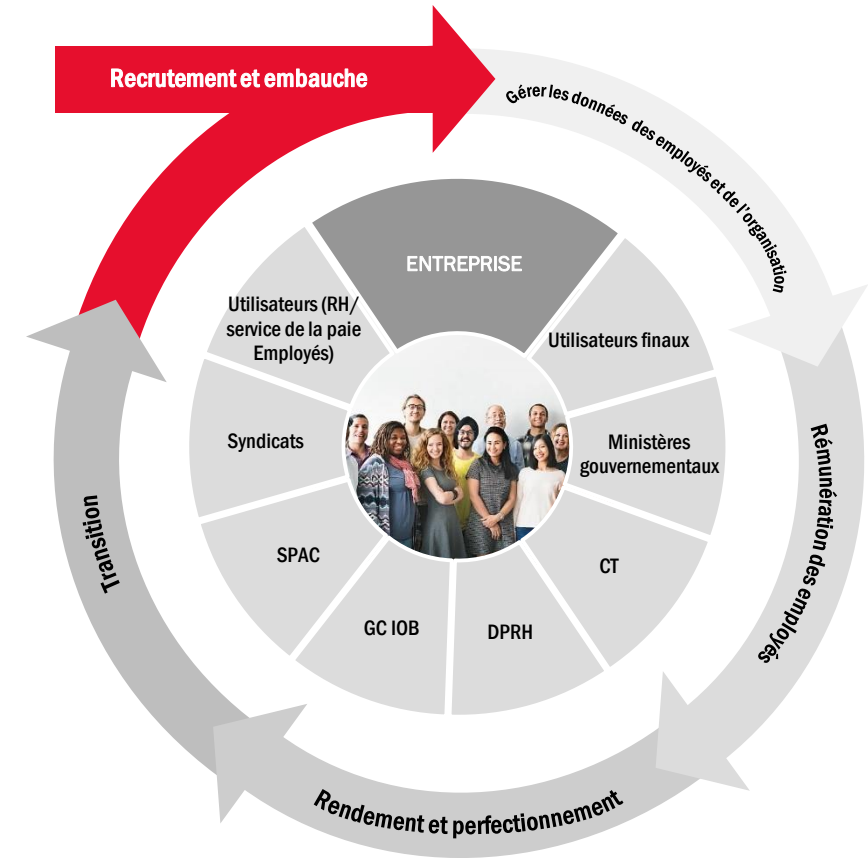 Recrutement et embauche
Gérer les données des employés et de l'organisation
Rémunération des employés
Rendement et perfectionnement
Transition
ENTREPRISE
Utilisateurs finaux
Ministères
gouvernementaux
CT
DPRH
GC IOB
SPAC
Syndicats
Utilisateurs (RH/
service de la paie
Employés)